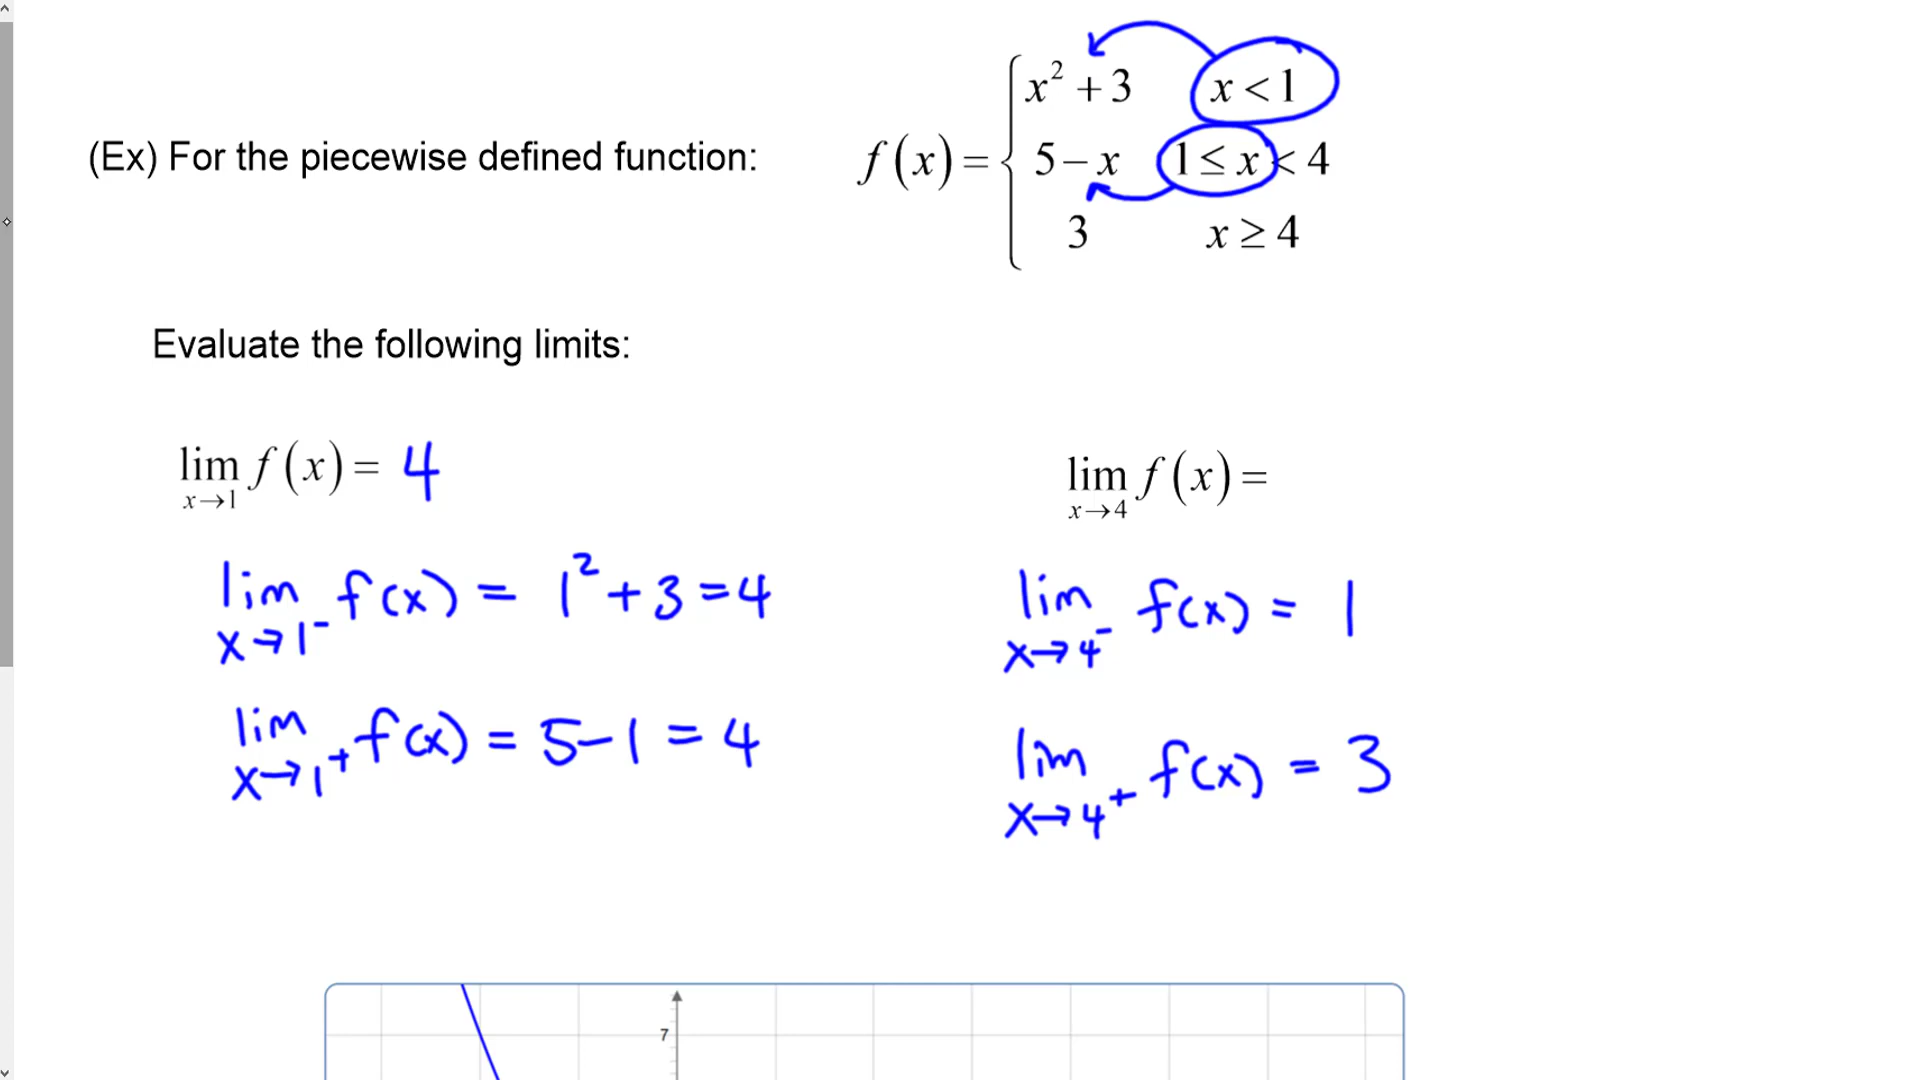 (Ex) For the piecewise defined function: f(x) = { x² + 3 x < 1
5 − x 1 ≤ x < 4
3 x ≥ 4
Evaluate the following limits:
lim x→1 f(x) = 4
lim x→4 f(x) =
lim x→1⁻ f(x) = 1² + 3 = 4
lim x→4⁻ f(x) = 1
lim x→1⁺ f(x) = 5 − 1 = 4
lim x→4⁺ f(x) = 3
7